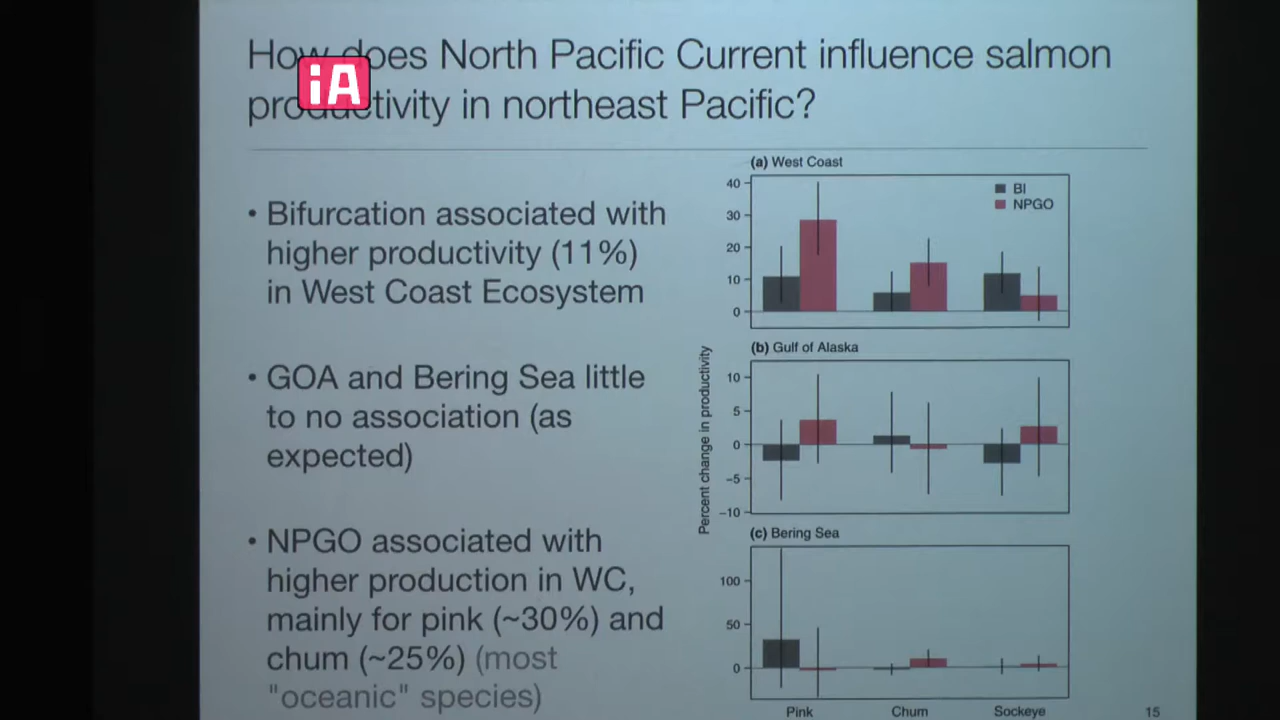 How does North Pacific Current influence salmon
productivity in northeast Pacific?
iA
• Bifurcation associated with
higher productivity (11%)
in West Coast Ecosystem
• GOA and Bering Sea little
to no association (as
expected)
• NPGO associated with
higher production in WC,
mainly for pink (~30%) and
chum (~25%) (most
"oceanic" species)
(a) West Coast
40
30
20
10
0
BI
NPGO
Percent change in productivity
(b) Gulf of Alaska
10
5
0
−5
−10
(c) Bering Sea
100
50
0
Pink Chum Sockeye
15